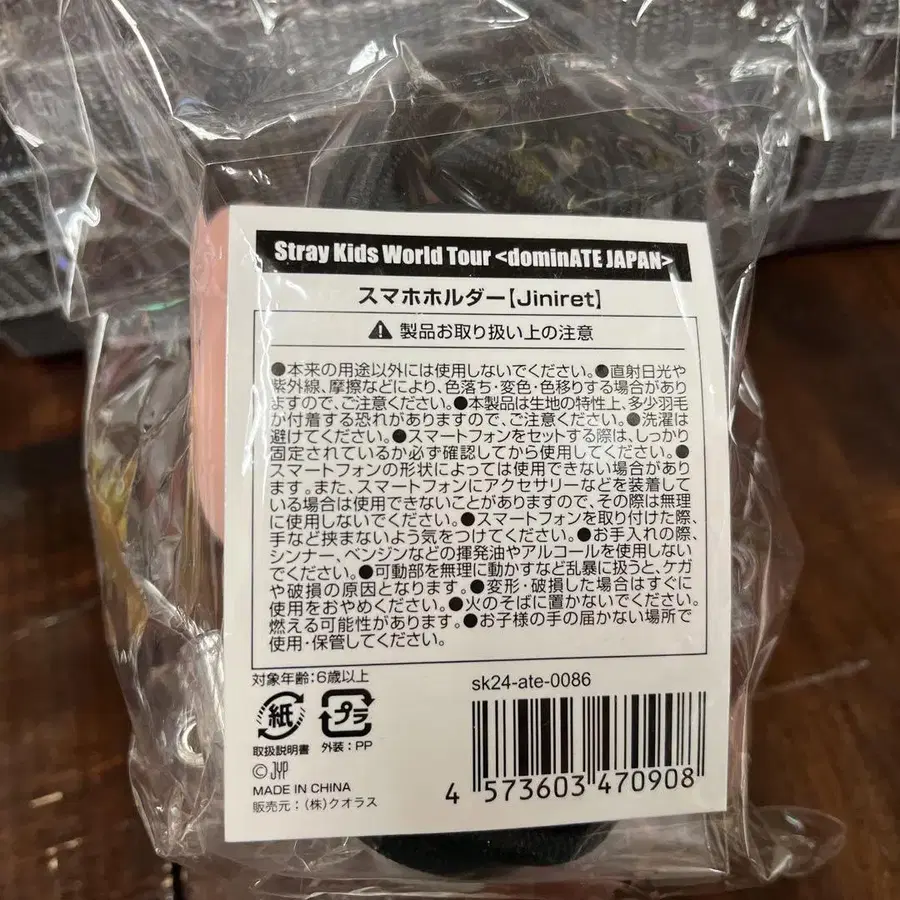 Stray Kids World Tour <dominATE JAPAN>
スマホホルダー【Jiniret】
⚠ 製品お取り扱い上の注意
●本来の用途以外には使用しないでください。●直射日光や
紫外線、摩擦などにより、色落ち・変色・色移りする場合があり
ますので、ご注意ください。●本製品は生地の特性上、多少羽毛
が付着する恐れがありますので、ご注意ください。●洗濯は
避けてください。●スマートフォンをセットする際は、しっかり
固定されているか必ず確認してから使用してください。●
スマートフォンの形状によっては使用できない場合があり
ます。また、スマートフォンにアクセサリーなどを装着して
いる場合は使用できないことがありますので、その際は無理
に使用しないでください。●スマートフォンを取り付けた際、
手など挟まないよう気をつけてください。●お手入れの際、
シンナー、ベンジンなどの揮発油やアルコールを使用しない
でください。●可動部を無理に動かすなど乱暴に扱うと、ケガ
や破損の原因となります。●変形・破損した場合はすぐに
使用をおやめください。●火のそばに置かないでください。
燃える可能性があります。●お子様の手の届かない場所で
使用・保管してください。
対象年齢:6歳以上
sk24-ate-0086
紙 プラ
取扱説明書 外装:PP
©JYP
MADE IN CHINA
販売元:(株)クオラス
4 573603 470908